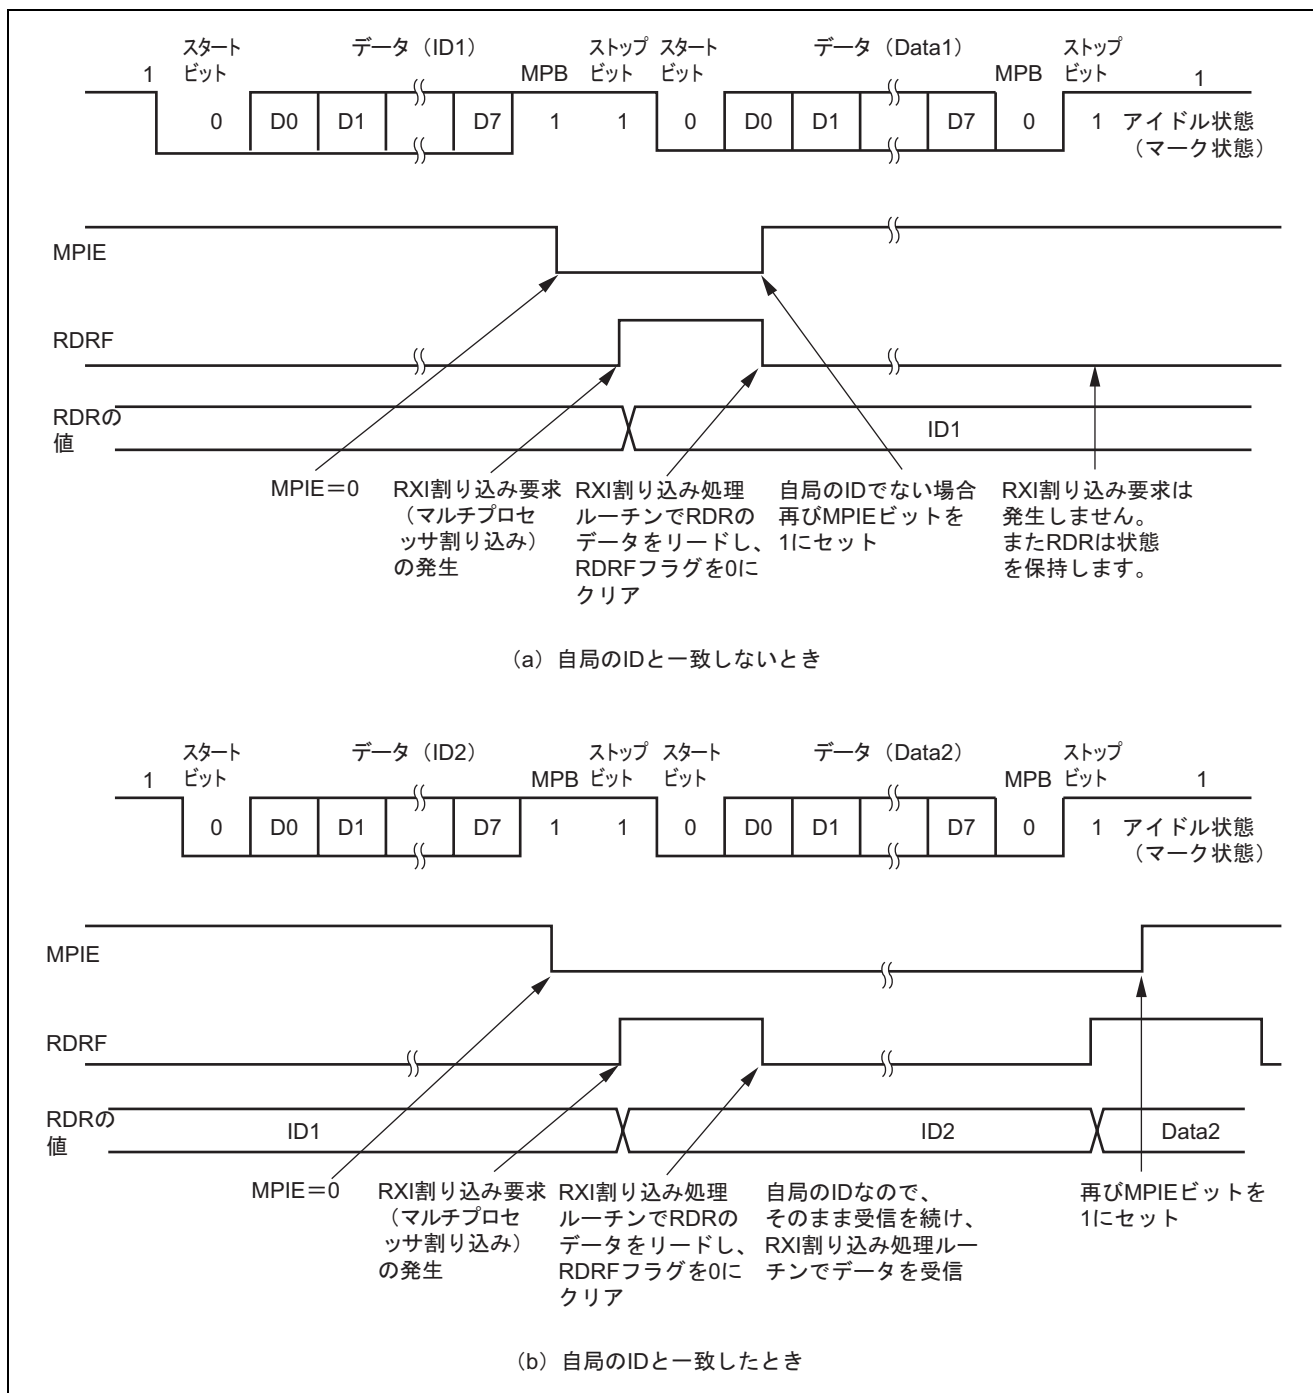 スタート
ビット
データ（ID1）
ストップ
ビット
スタート
ビット
データ（Data1）
ストップ
ビット
1
MPB
MPB
1
0 D0 D1 D7 1 1 0 D0 D1 D7 0 1 アイドル状態
（マーク状態）
MPIE
RDRF
RDRの
値
ID1
MPIE＝0
RXI割り込み要求
（マルチプロセ
ッサ割り込み）
の発生
RXI割り込み処理
ルーチンでRDRの
データをリードし、
RDRFフラグを0に
クリア
自局のIDでない場合
再びMPIEビットを
1にセット
RXI割り込み要求は
発生しません。
またRDRは状態
を保持します。
（a）自局のIDと一致しないとき
スタート
ビット
データ（ID2）
ストップ
ビット
スタート
ビット
データ（Data2）
ストップ
ビット
1
MPB
MPB
1
0 D0 D1 D7 1 1 0 D0 D1 D7 0 1 アイドル状態
（マーク状態）
MPIE
RDRF
RDRの
値
ID1
ID2
Data2
MPIE＝0
RXI割り込み要求
（マルチプロセ
ッサ割り込み）
の発生
RXI割り込み処理
ルーチンでRDRの
データをリードし、
RDRFフラグを0に
クリア
自局のIDなので、
そのまま受信を続け、
RXI割り込み処理ルー
チンでデータを受信
再びMPIEビットを
1にセット
（b）自局のIDと一致したとき